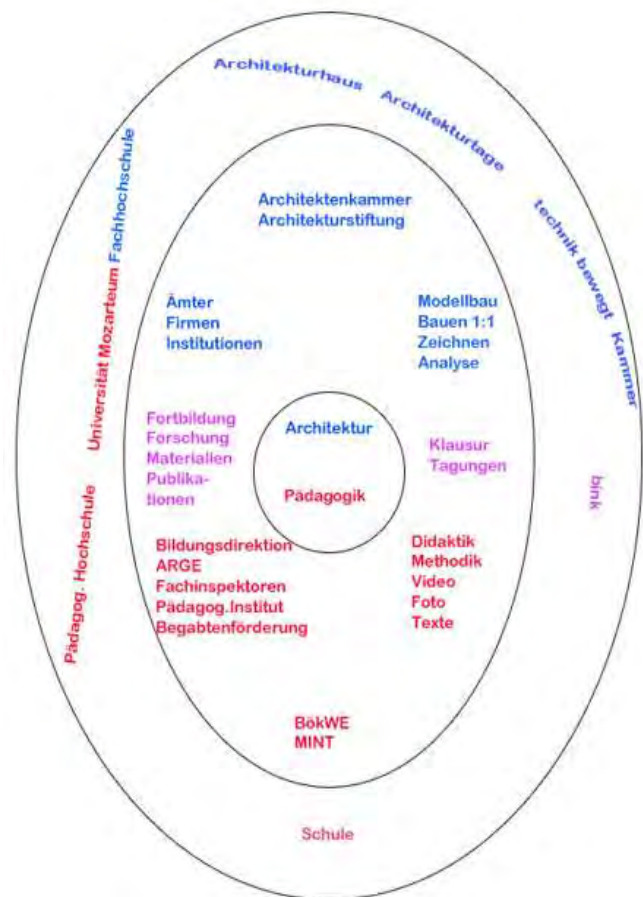 Architekturhaus
Architekturtage
technik bewegt
Kammer
bink
Fachhochschule
Universität Mozarteum
Pädagog. Hochschule
Architektenkammer
Architekturstiftung
Ämter
Firmen
Institutionen
Modellbau
Bauen 1:1
Zeichnen
Analyse
Fortbildung
Forschung
Materialien
Publika-
tionen
Architektur
Pädagogik
Klausur
Tagungen
Bildungsdirektion
ARGE
Fachinspektoren
Pädagog.Institut
Begabtenförderung
Didaktik
Methodik
Video
Foto
Texte
BökWE
MINT
Schule